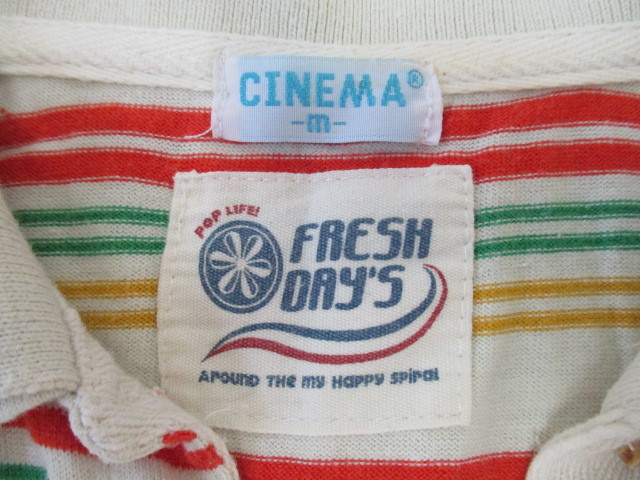 CINEMA®
-m-
POP LIFE!
FRESH
DAY'S
Around The my Happy Spiral